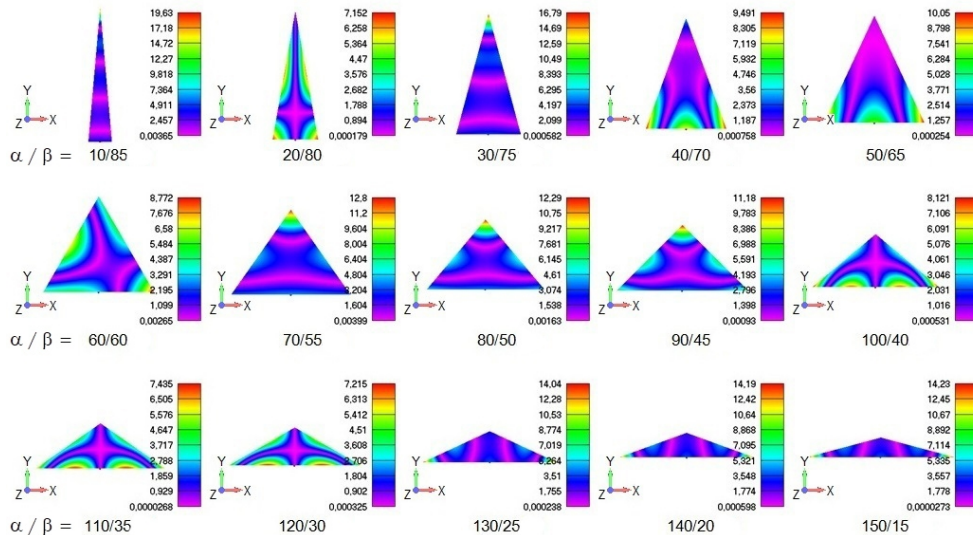 19,63 7,152 16,79 9,491 10,05
17,18 6,258 14,69 8,305 8,797
14,72 5,364 12,59 7,119 7,541
12,27 4,47 10,49 5,932 6,284
9,818 3,576 8,393 4,746 5,028
7,364 2,682 6,295 3,56 3,771
4,911 1,788 4,197 2,373 2,514
2,457 0,894 2,099 1,187 1,257
0,00365 0,000179 0,000582 0,000758 0,000254
Y Y Y Y Y
Z X Z X Z X Z X Z X
α / β = 10/85 20/80 30/75 40/70 50/65
8,772 12,8 12,29 11,18 8,121
7,676 11,2 10,75 9,783 7,106
6,58 9,604 9,217 8,386 6,091
5,484 8,004 7,681 6,988 5,076
4,387 6,404 6,145 5,591 4,061
3,291 4,804 4,61 4,193 3,046
2,195 3,204 3,074 2,796 2,031
1,099 1,604 1,538 1,398 1,016
0,00265 0,00399 0,00163 0,00093 0,000531
Y Y Y Y Y
Z X Z X Z X Z X Z X
α / β = 60/60 70/55 80/50 90/45 100/40
7,435 7,215 14,04 14,19 14,23
6,505 6,313 12,28 12,42 12,45
5,576 5,412 10,53 10,64 10,67
4,647 4,51 8,774 8,868 8,892
3,717 3,608 7,019 7,095 7,114
2,788 2,706 5,264 5,321 5,335
1,859 1,804 3,51 3,548 3,557
0,929 0,902 1,755 1,774 1,778
0,0000268 0,000325 0,000238 0,000598 0,0000273
Y Y Y Y Y
Z X Z X Z X Z X Z X
α / β = 110/35 120/30 130/25 140/20 150/15